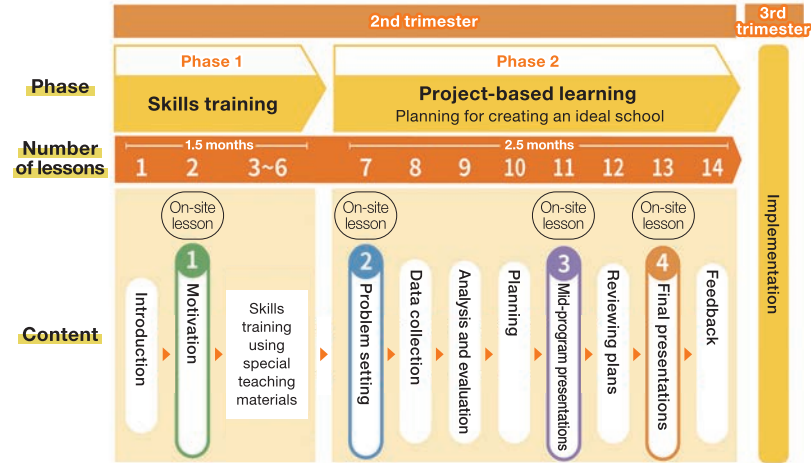 2nd trimester
3rd
trimester
Phase
Phase 1
Skills training
Phase 2
Project-based learning
Planning for creating an ideal school
Number
of lessons
1.5 months
2.5 months
1 2 3~6 7 8 9 10 11 12 13 14
Content
On-site
lesson
On-site
lesson
On-site
lesson
On-site
lesson
Introduction
1
Motivation
Skills
training
using
special
teaching
materials
2
Problem setting
Data collection
Analysis and evaluation
Planning
3
Mid-program presentations
Reviewing plans
4
Final presentations
Feedback
Implementation